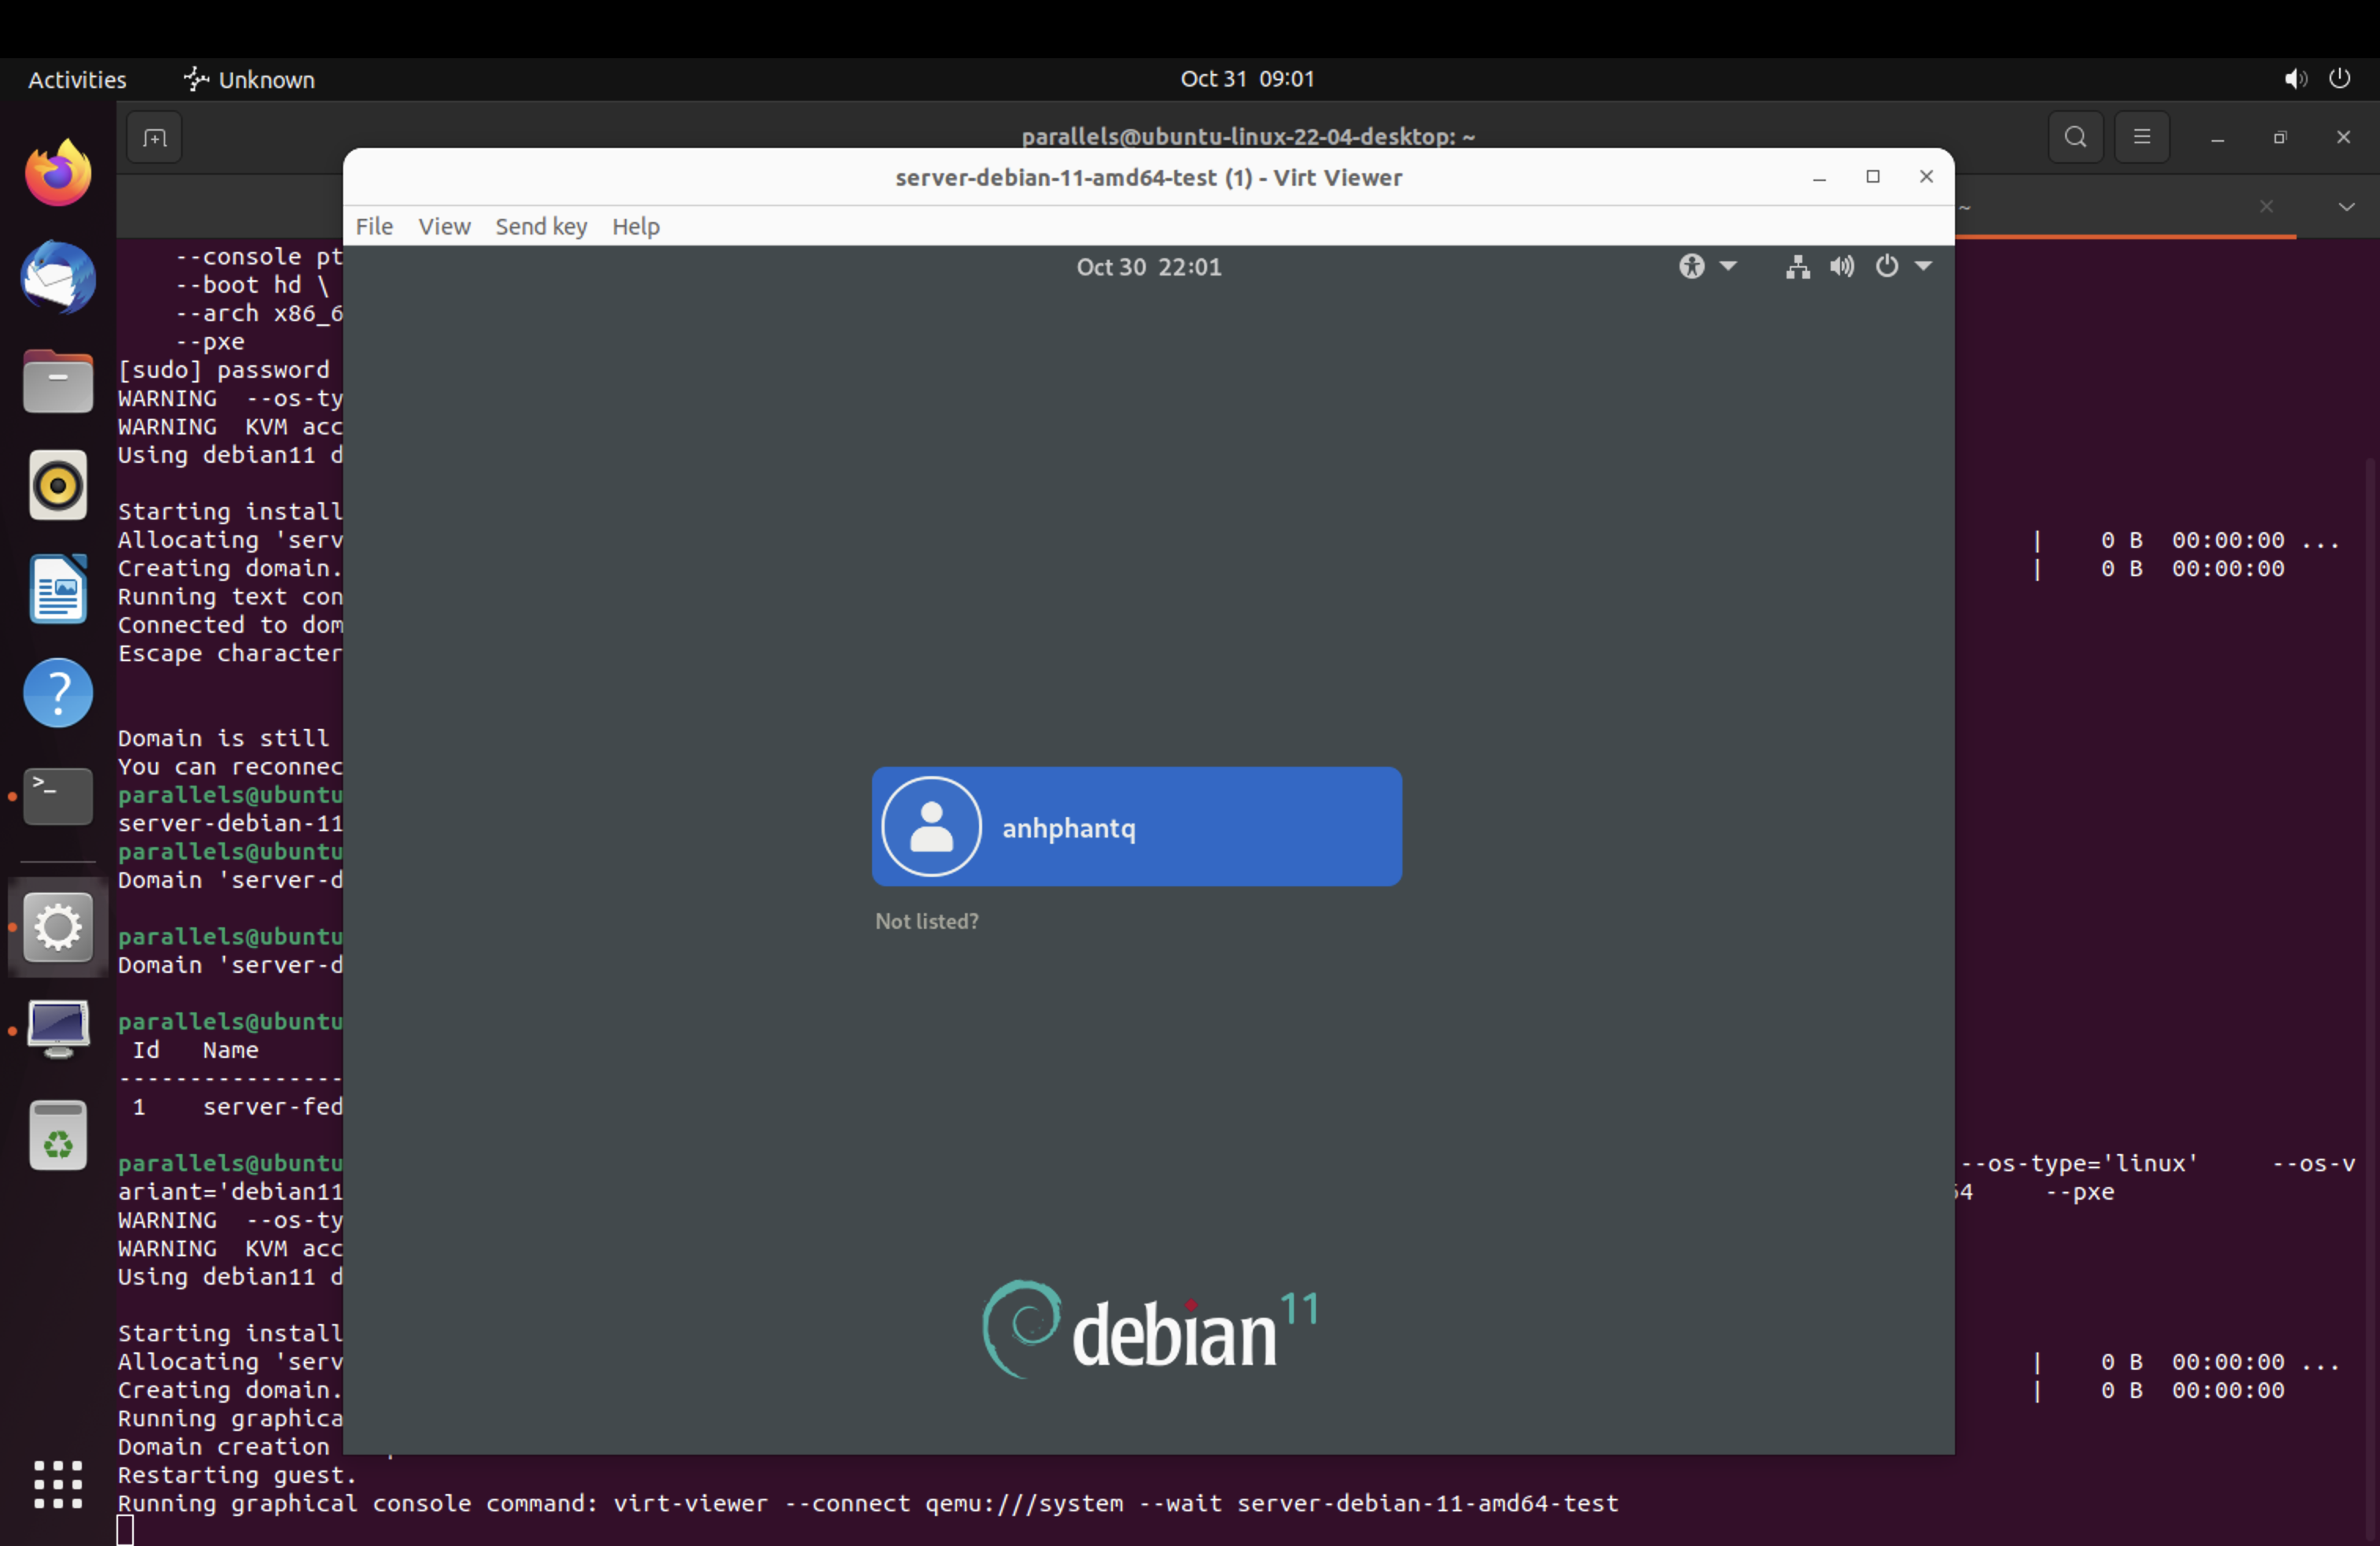 Activities Unknown Oct 31 09:01
parallels@ubuntu-linux-22-04-desktop: ~
~
server-debian-11-amd64-test (1) - Virt Viewer
File View Send key Help
Oct 30 22:01
anhphantq
Not listed?
debian 11
--console pt
--boot hd \
--arch x86_6
--pxe
[sudo] password
WARNING --os-ty
WARNING KVM acc
Using debian11 d
Starting install
Allocating 'serv | 0 B 00:00:00 ...
Creating domain. | 0 B 00:00:00
Running text con
Connected to dom
Escape character
Domain is still
You can reconnec
parallels@ubuntu
server-debian-11
parallels@ubuntu
Domain 'server-d
parallels@ubuntu
Domain 'server-d
parallels@ubuntu
Id Name
----------------
1 server-fed
parallels@ubuntu --os-type='linux' --os-v
ariant='debian11 64 --pxe
WARNING --os-ty
WARNING KVM acc
Using debian11 d
Starting install
Allocating 'serv | 0 B 00:00:00 ...
Creating domain. | 0 B 00:00:00
Running graphica
Domain creation
Restarting guest.
Running graphical console command: virt-viewer --connect qemu:///system --wait server-debian-11-amd64-test